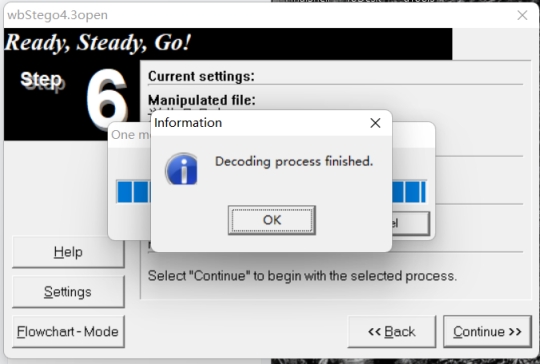 wbStego4.3open
Ready, Steady, Go!
Step 6
Current settings:
Manipulated file:
One m
Information
Decoding process finished.
OK
Help
Settings
Select "Continue" to begin with the selected process.
Flowchart - Mode
<< Back
Continue >>